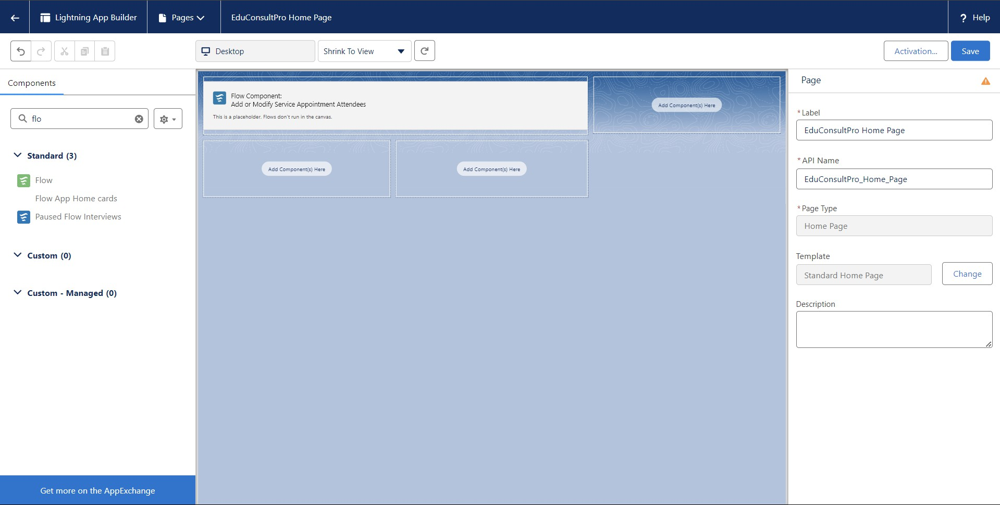 Lightning App Builder
Pages
EduConsultPro Home Page
? Help
Desktop
Shrink To View
Activation...
Save
Components
flo
Standard (3)
Flow
Flow App Home cards
Paused Flow Interviews
Custom (0)
Custom - Managed (0)
Get more on the AppExchange
Flow Component:
Add or Modify Service Appointment Attendees
This is a placeholder. Flows don't run in the canvas.
Add Component(s) Here
Add Component(s) Here
Add Component(s) Here
Page
* Label
EduConsultPro Home Page
* API Name
EduConsultPro_Home_Page
* Page Type
Home Page
Template
Standard Home Page
Change
Description